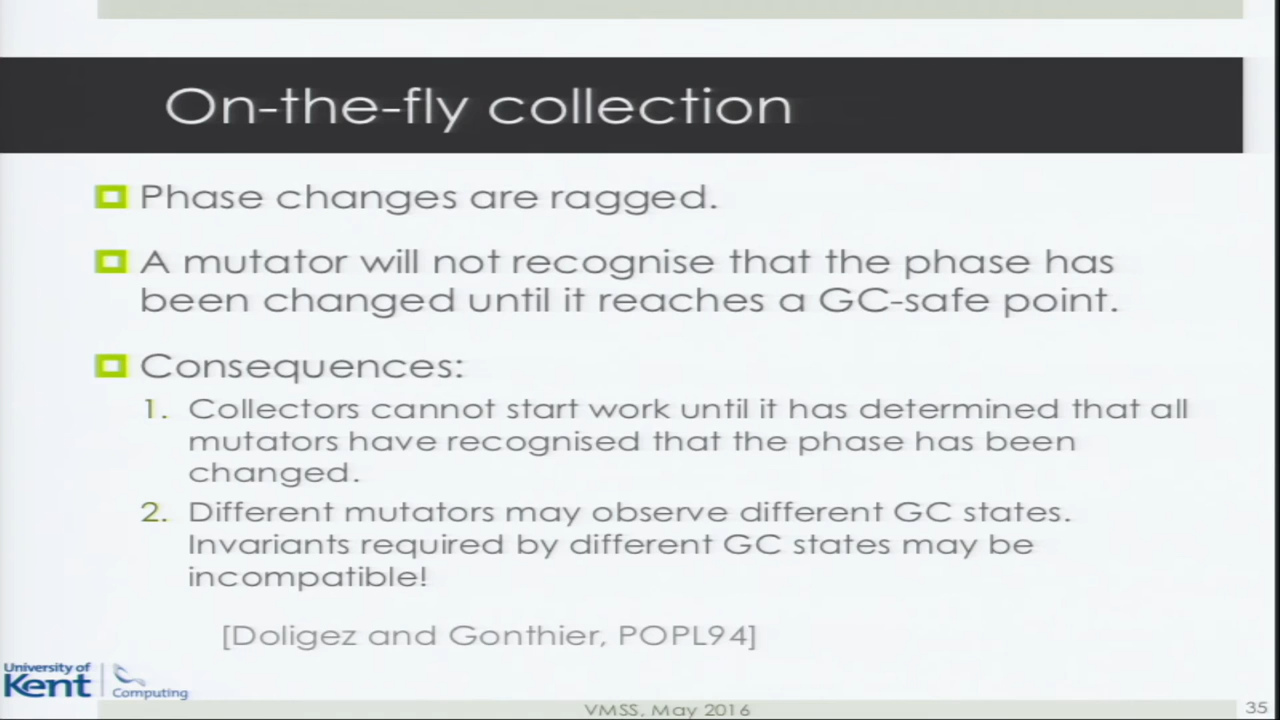 On-the-fly collection
Phase changes are ragged.
A mutator will not recognise that the phase has
been changed until it reaches a GC-safe point.
Consequences:
1. Collectors cannot start work until it has determined that all
mutators have recognised that the phase has been
changed.
2. Different mutators may observe different GC states.
Invariants required by different GC states may be
incompatible!
[Doligez and Gonthier, POPL94]
University of
Kent
Computing
VMSS, May 2016
35